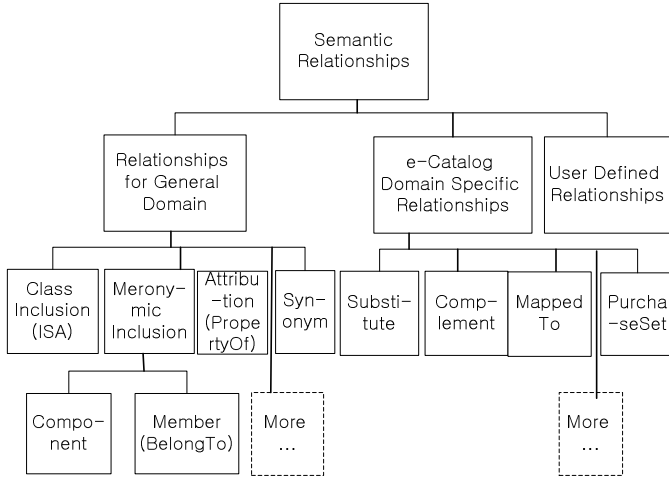 Semantic
Relationships
Relationships
for General
Domain
e-Catalog
Domain Specific
Relationships
User Defined
Relationships
Class
Inclusion
(ISA)
Merony-
mic
Inclusion
Attribu
-tion
(Prope
rtyOf)
Syn-
onym
Substi-
tute
Comp-
lement
Mapped
To
Purcha
-seSet
Compo-
nent
Member
(BelongTo)
More
...
More
...